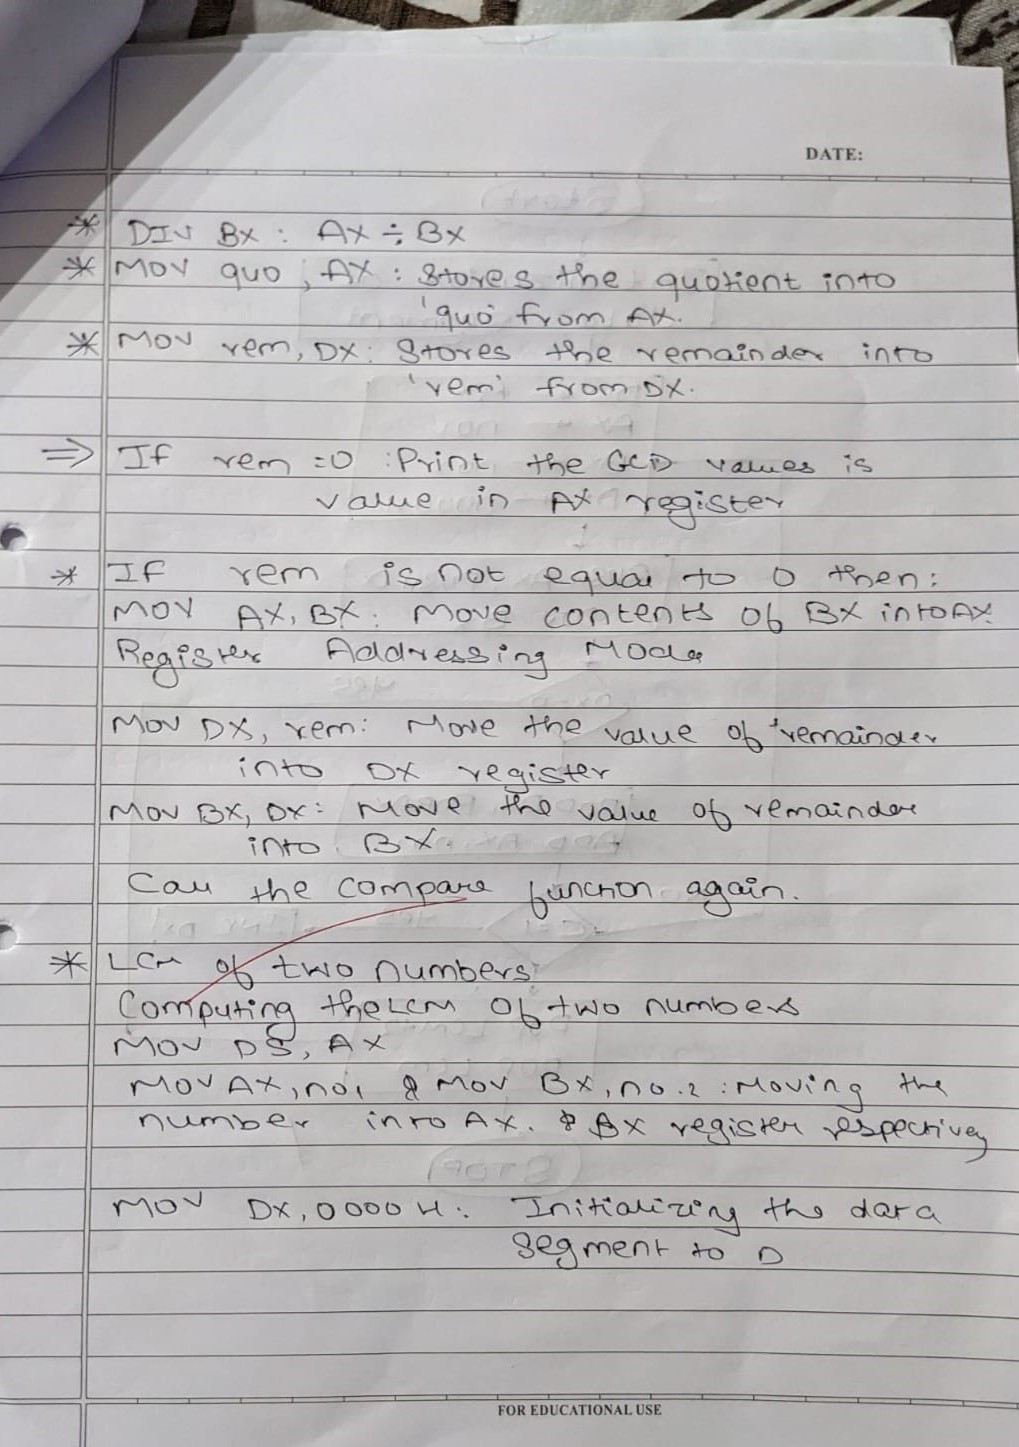 DATE:
* DIV BX : AX ÷ BX
* MOV quo, AX : Stores the quotient into
'quo' from AX.
* MOV rem, DX : Stores the remainder into
'rem' from DX.
⇒ If rem =0 : Print the GCD values is
value in AX register
* If rem is not equal to 0 then:
MOV AX, BX : Move contents of BX into AX.
Register Addressing Mode
MOV DX, rem : Move the value of 'remainder
into DX register
MOV BX, DX : Move the value of remainder
into BX.
Call the compare function again.
* LCM of two numbers
Computing the LCM of two numbers
MOV DS, AX
MOV AX, no1 & MOV BX, no.2 : Moving the
number into AX. & BX register respectively
MOV DX, 0000H : Initializing the data
segment to 0
FOR EDUCATIONAL USE